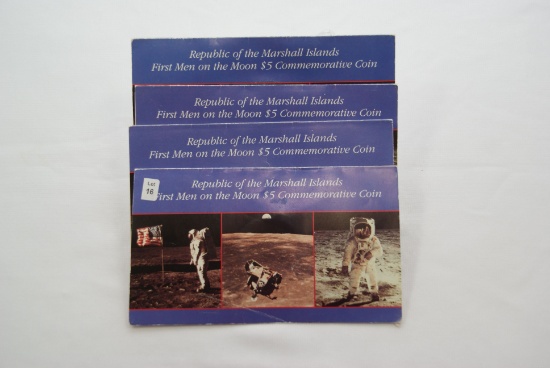 Republic of the Marshall Islands
First Men on the Moon $5 Commemorative Coin
Republic of the Marshall Islands
First Men on the Moon $5 Commemorative Coin
Republic of the Marshall Islands
First Men on the Moon $5 Commemorative Coin
Lot
16
Republic of the Marshall Islands
First Men on the Moon $5 Commemorative Coin